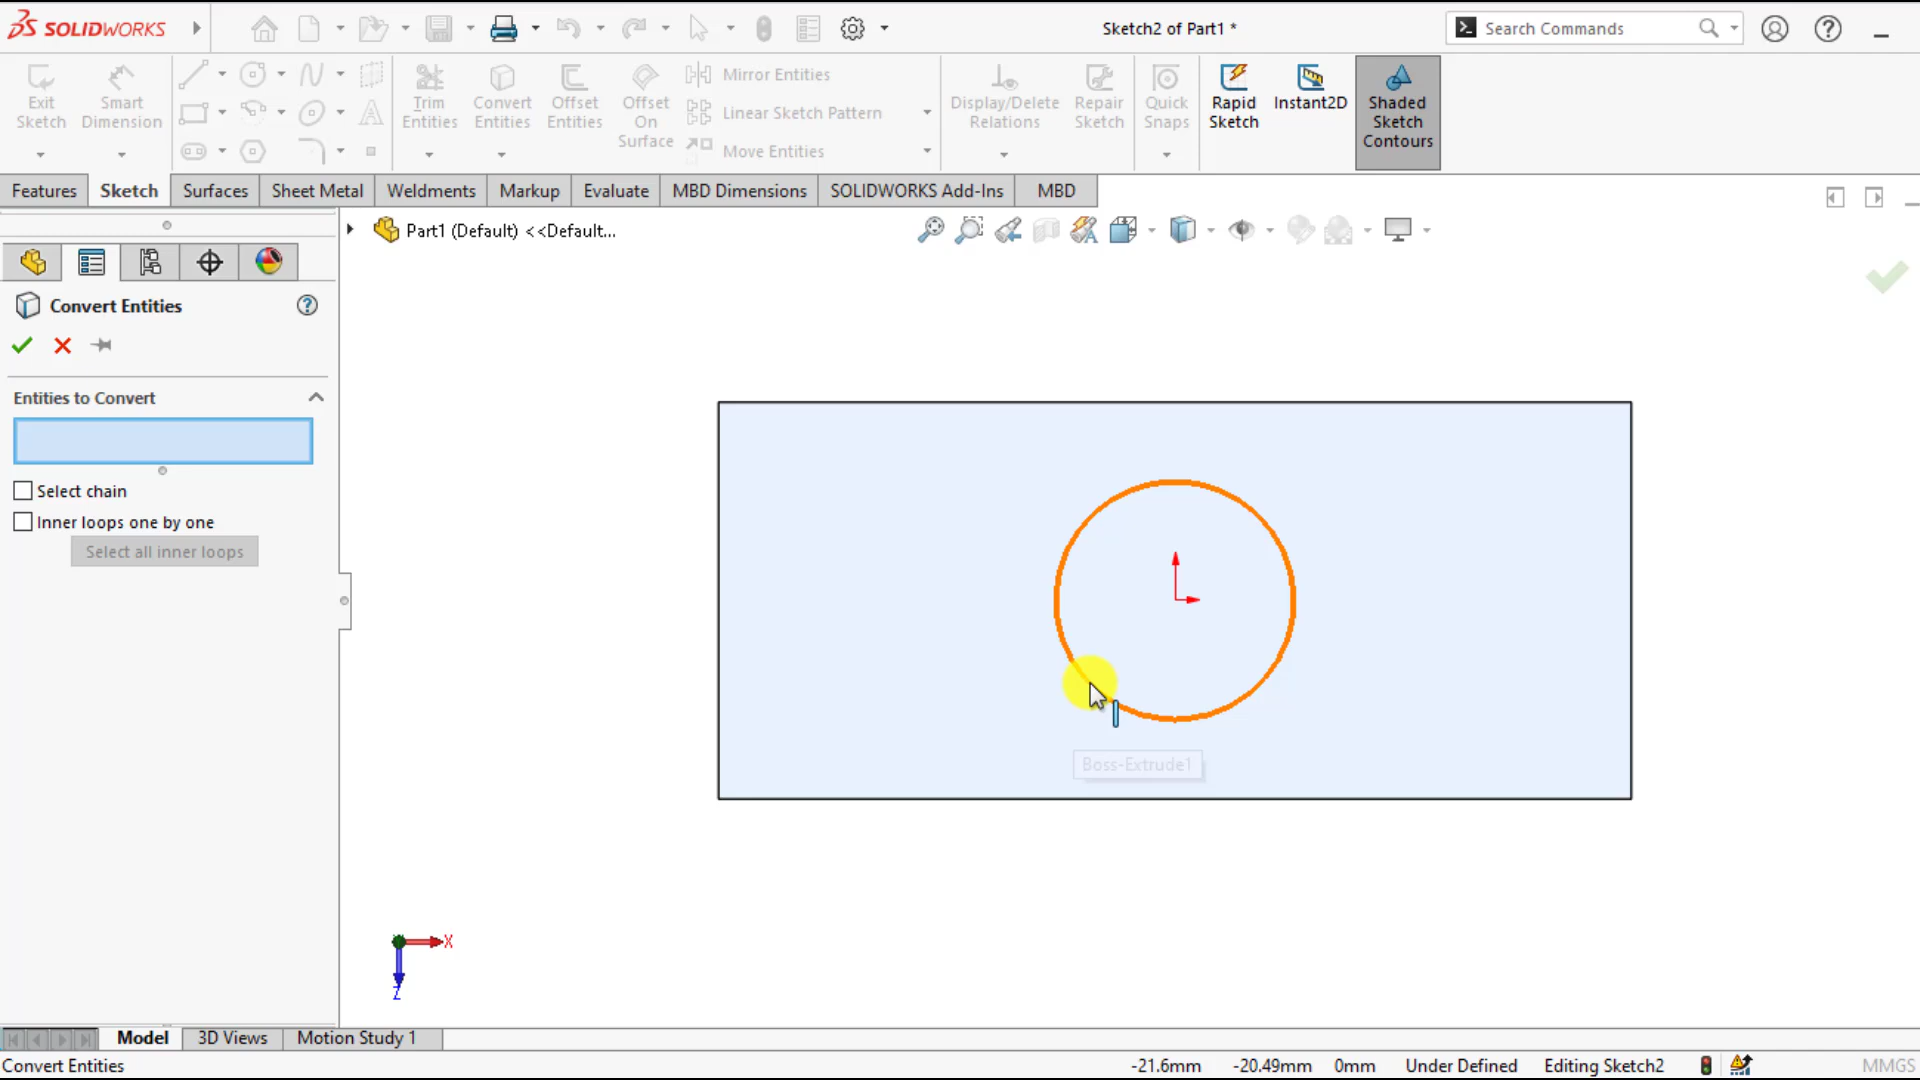 SOLIDWORKS
Sketch2 of Part1 *
Search Commands
Exit Sketch
Smart Dimension
Trim Entities
Convert Entities
Offset Entities
Offset On Surface
Mirror Entities
Linear Sketch Pattern
Move Entities
Display/Delete Relations
Repair Sketch
Quick Snaps
Rapid Sketch
Instant2D
Shaded Sketch Contours
Features
Sketch
Surfaces
Sheet Metal
Weldments
Markup
Evaluate
MBD Dimensions
SOLIDWORKS Add-Ins
MBD
Part1 (Default) <<Default...
Convert Entities
Entities to Convert
Select chain
Inner loops one by one
Select all inner loops
Boss-Extrude1
X
Z
Model
3D Views
Motion Study 1
Convert Entities
-21.6mm
-20.49mm
0mm
Under Defined
Editing Sketch2
MMGS